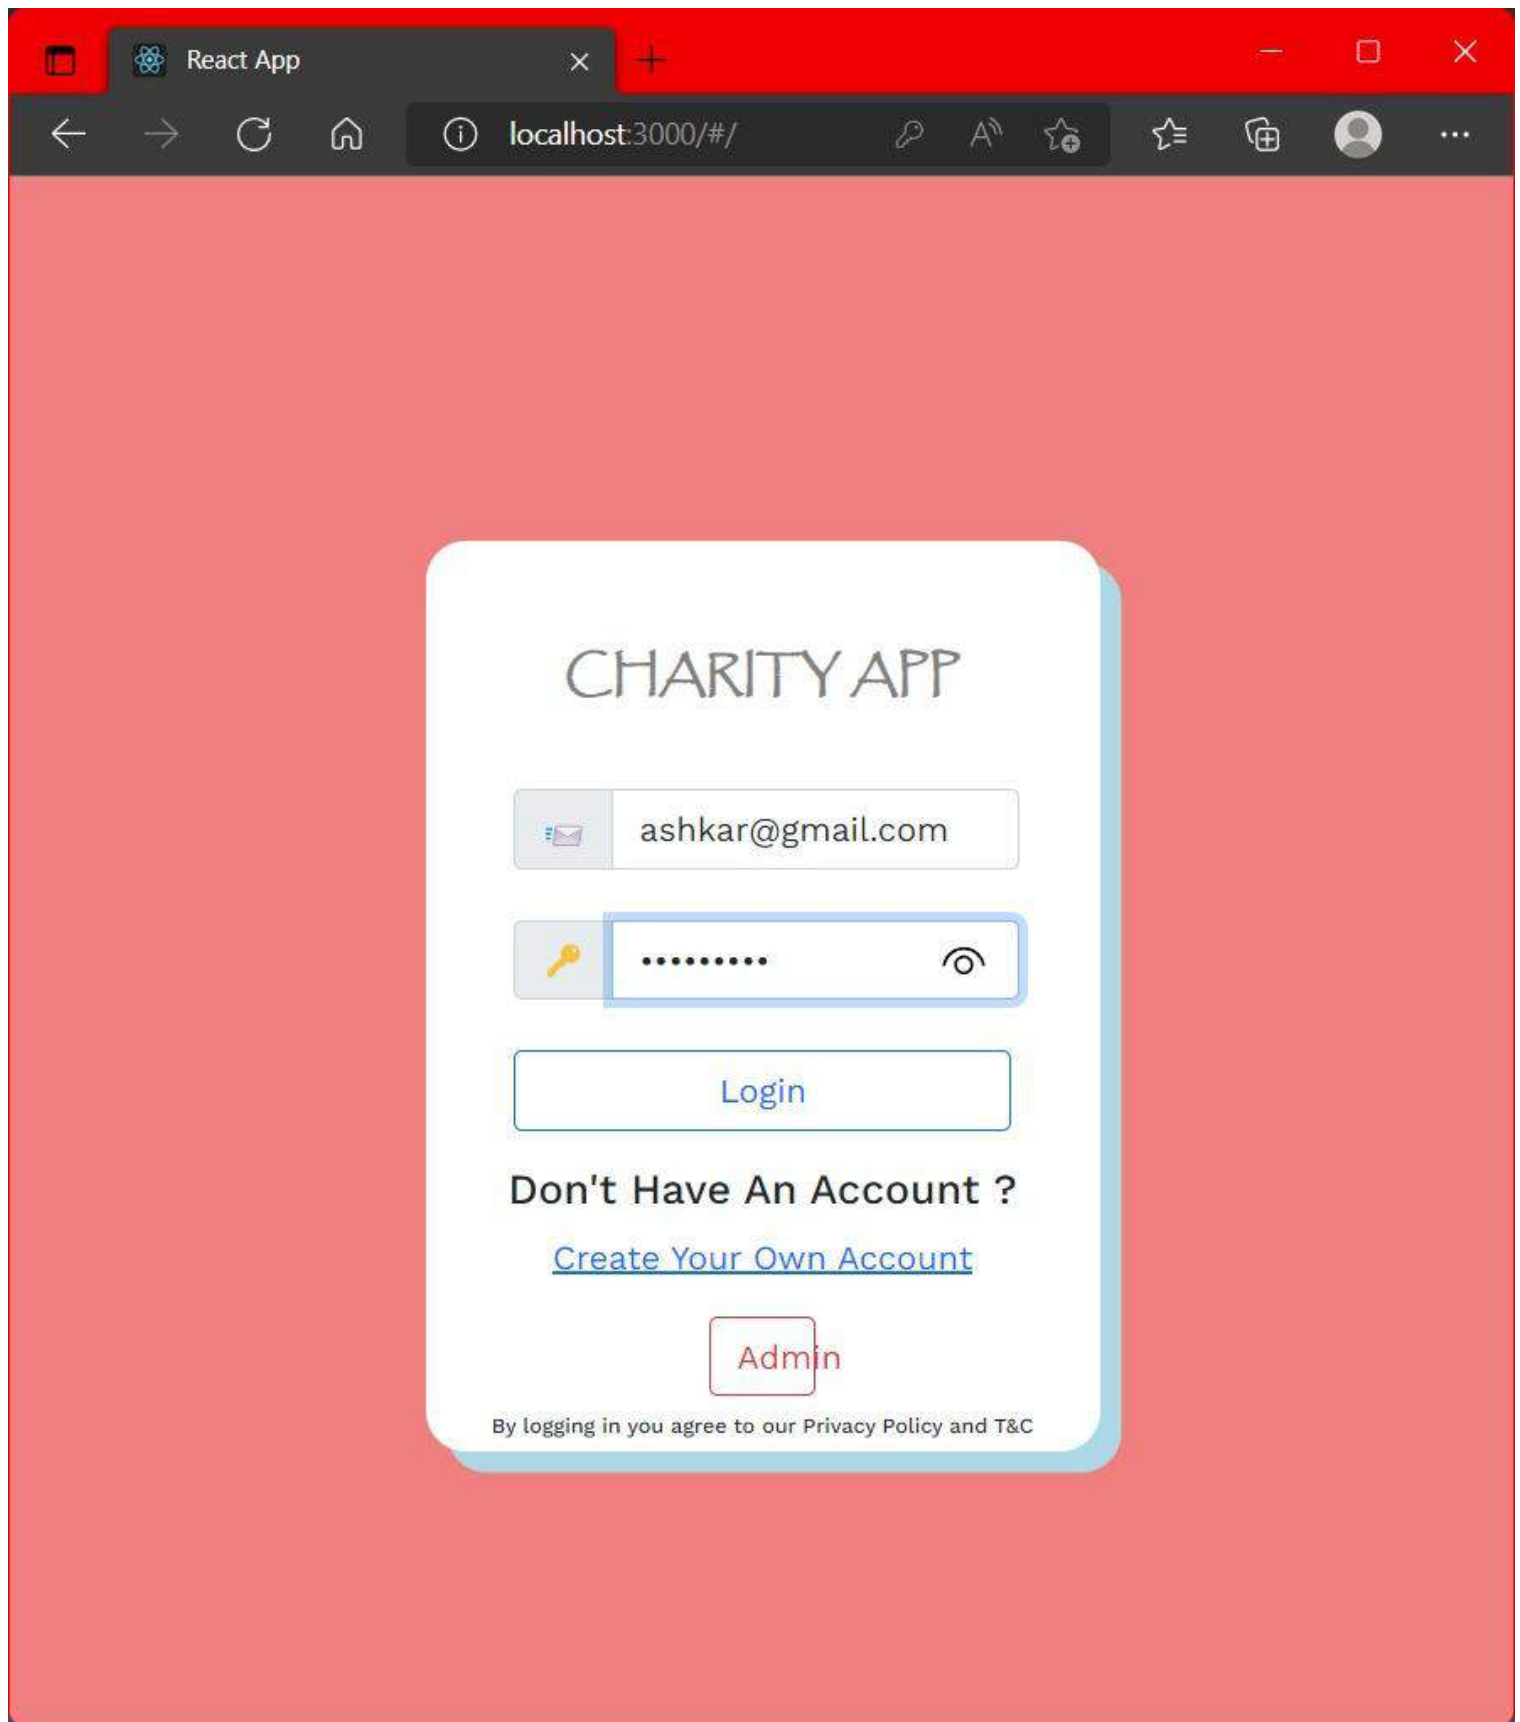 React App
localhost:3000/#/
CHARITY APP
ashkar@gmail.com
•••••••••
Login
Don't Have An Account ?
Create Your Own Account
Admin
By logging in you agree to our Privacy Policy and T&C